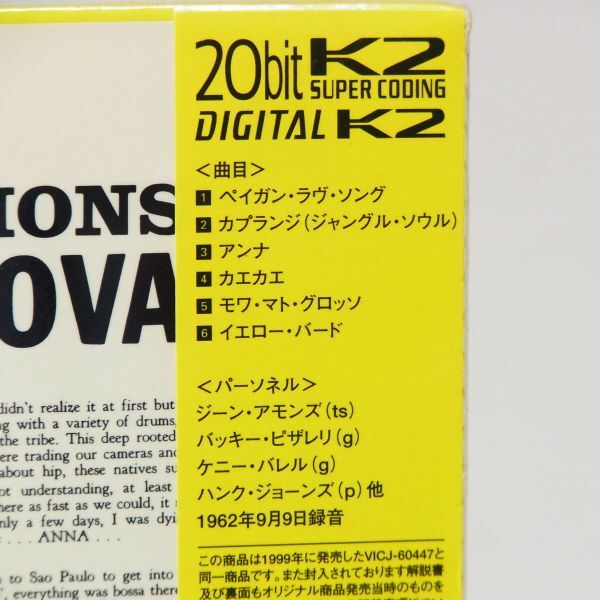 20bit K2
SUPER CODING
DIGITAL K2
<曲目>
1 ペイガン・ラヴ・ソング
2 カプランジ(ジャングル・ソウル)
3 アンナ
4 カエカエ
5 モワ・マト・グロッソ
6 イエロー・バード
<パーソネル>
ジーン・アモンズ(ts)
バッキー・ピザレリ(g)
ケニー・バレル(g)
ハンク・ジョーンズ(p)他
1962年9月9日録音
この商品は1999年に発売したVICJ-60447と
同一商品です。また封入されております解説書
及び裏面もオリジナル商品発売当時のものを
IONS
OVA
didn't realize it at first but
with a variety of drums,
the tribe. This deep rooted
ere trading our cameras and
about hip, these natives su
ot understanding, at least
here as fast as we could, it
nly a few days, I was dyi
. . . ANNA . . .
to Sao Paulo to get into
, everything was bossa ther